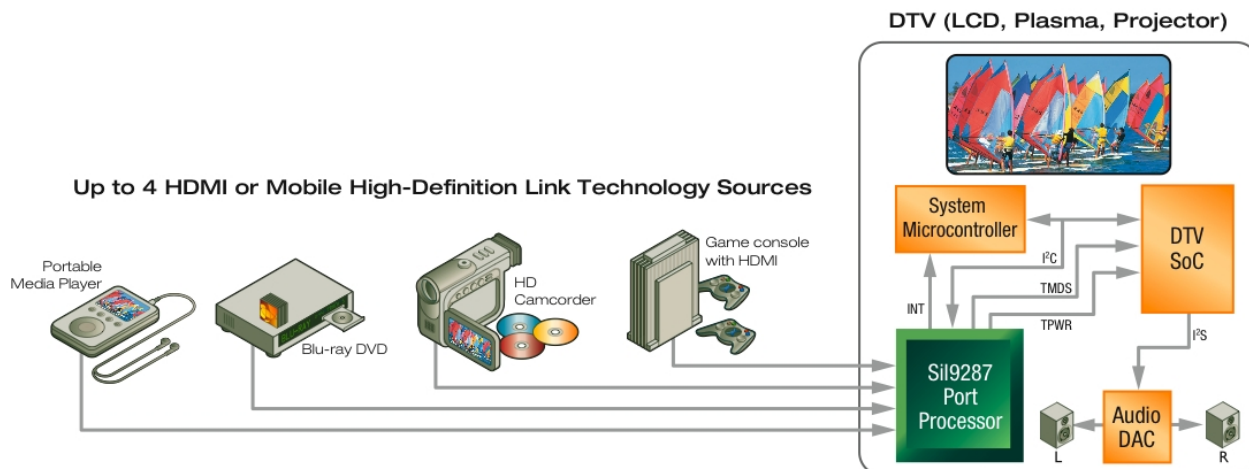 DTV (LCD, Plasma, Projector)
Up to 4 HDMI or Mobile High-Definition Link Technology Sources
Portable
Media Player
Blu-ray DVD
HD
Camcorder
Game console
with HDMI
System
Microcontroller
DTV
SoC
I²C
TMDS
INT
TPWR
I²S
SiI9287
Port
Processor
Audio
DAC
L
R